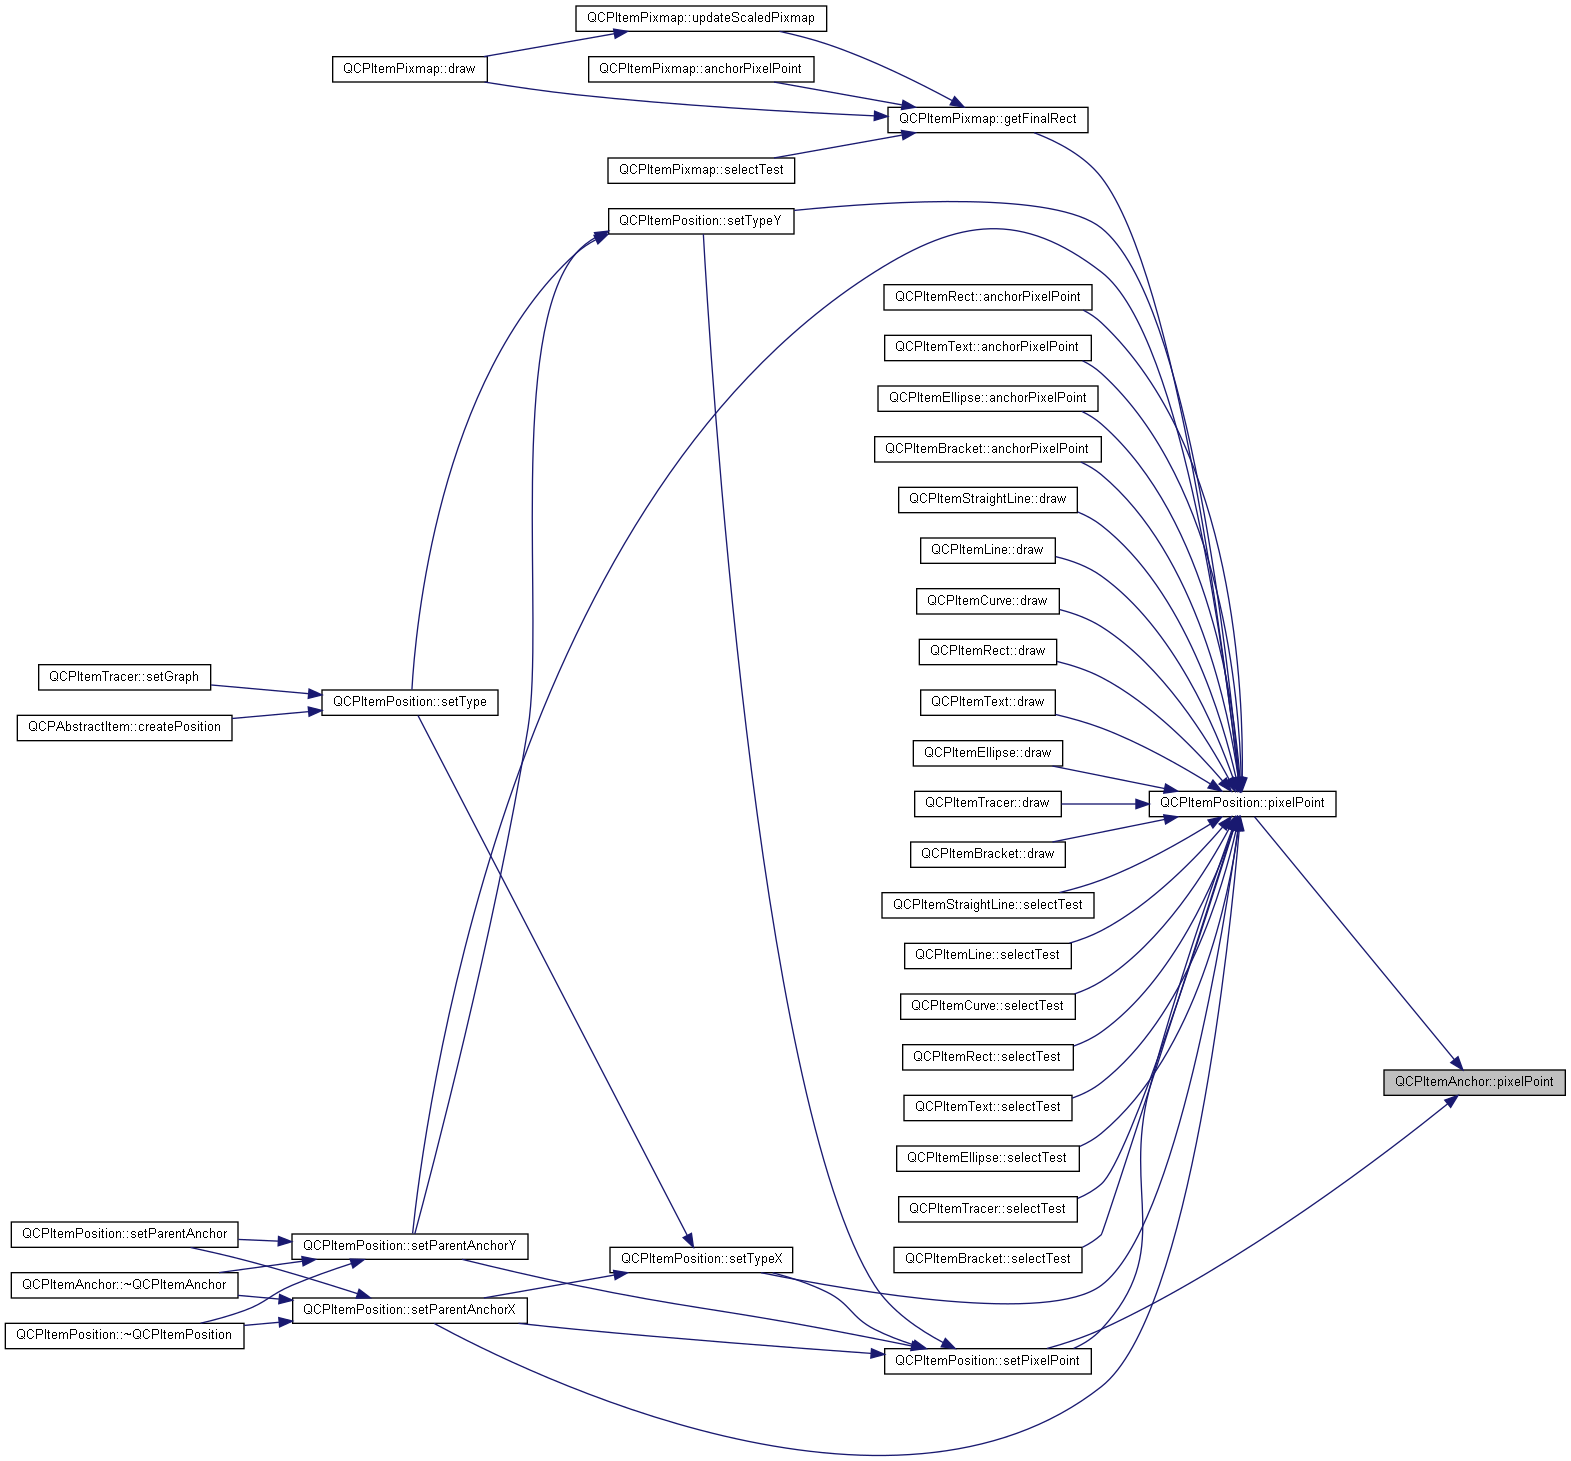 QCPItemPixmap::updateScaledPixmap
QCPItemPixmap::draw
QCPItemPixmap::anchorPixelPoint
QCPItemPixmap::getFinalRect
QCPItemPixmap::selectTest
QCPItemPosition::setTypeY
QCPItemRect::anchorPixelPoint
QCPItemText::anchorPixelPoint
QCPItemEllipse::anchorPixelPoint
QCPItemBracket::anchorPixelPoint
QCPItemStraightLine::draw
QCPItemLine::draw
QCPItemCurve::draw
QCPItemRect::draw
QCPItemTracer::setGraph
QCPItemPosition::setType
QCPItemText::draw
QCPAbstractItem::createPosition
QCPItemEllipse::draw
QCPItemTracer::draw
QCPItemPosition::pixelPoint
QCPItemBracket::draw
QCPItemStraightLine::selectTest
QCPItemLine::selectTest
QCPItemCurve::selectTest
QCPItemRect::selectTest
QCPItemAnchor::pixelPoint
QCPItemText::selectTest
QCPItemEllipse::selectTest
QCPItemTracer::selectTest
QCPItemPosition::setParentAnchor
QCPItemPosition::setParentAnchorY
QCPItemPosition::setTypeX
QCPItemBracket::selectTest
QCPItemAnchor::~QCPItemAnchor
QCPItemPosition::setParentAnchorX
QCPItemPosition::~QCPItemPosition
QCPItemPosition::setPixelPoint